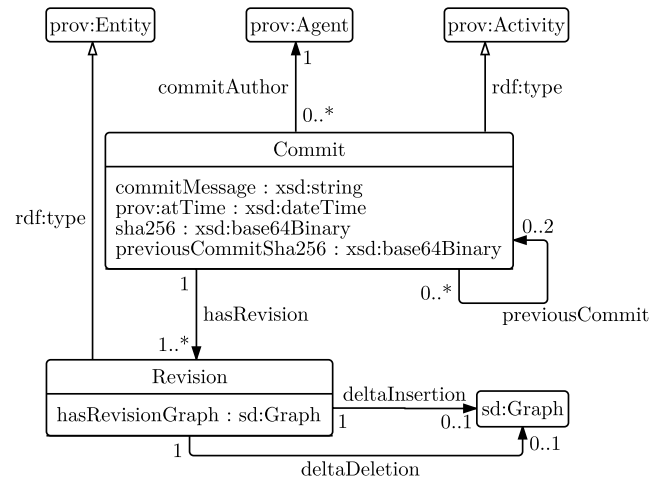 prov:Entity
prov:Agent
prov:Activity
1
commitAuthor
rdf:type
0..*
Commit
commitMessage : xsd:string
prov:atTime : xsd:dateTime
sha256 : xsd:base64Binary
previousCommitSha256 : xsd:base64Binary
rdf:type
0..2
1
0..*
hasRevision
previousCommit
1..*
Revision
hasRevisionGraph : sd:Graph
deltaInsertion
1
0..1
sd:Graph
1
0..1
deltaDeletion